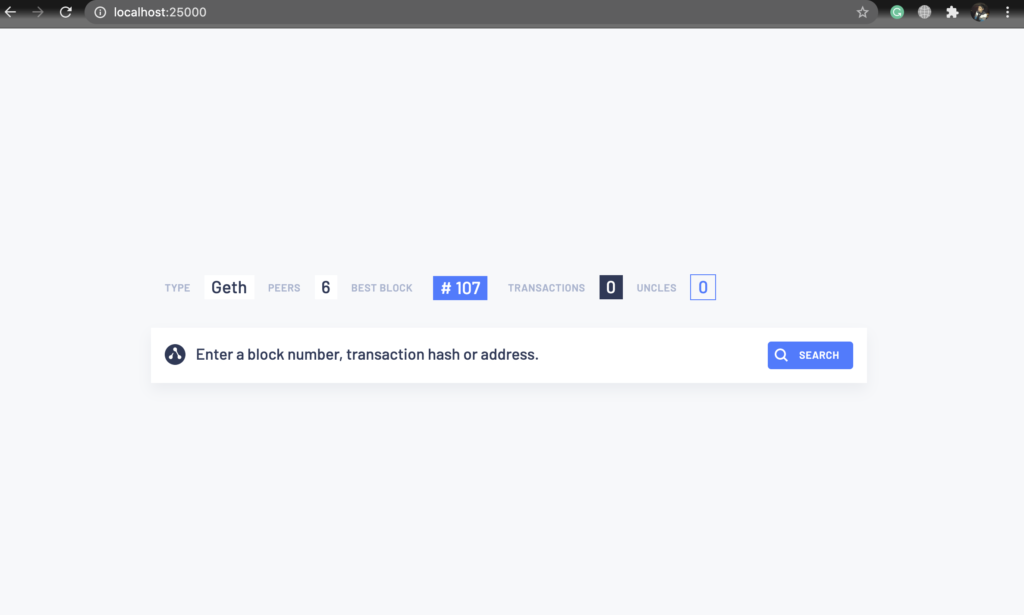 localhost:25000
TYPE Geth PEERS 6 BEST BLOCK # 107 TRANSACTIONS 0 UNCLES 0
Enter a block number, transaction hash or address. SEARCH